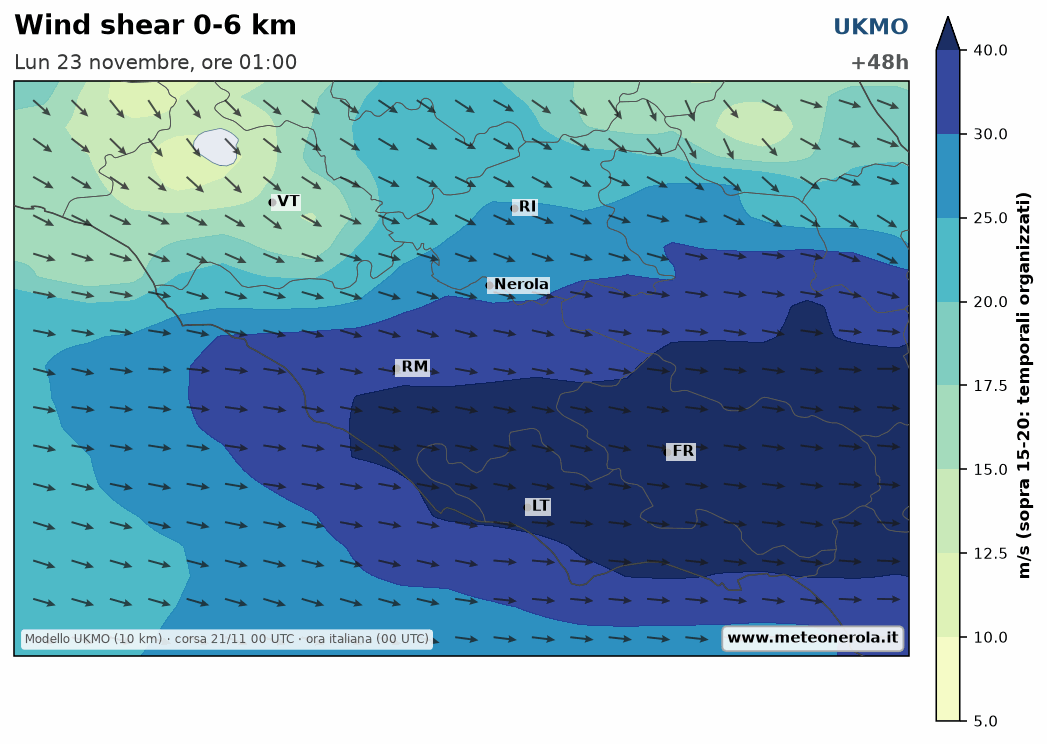 Wind shear 0-6 km
UKMO
Lun 23 novembre, ore 01:00
+48h
VT
RI
Nerola
RM
FR
LT
Modello UKMO (10 km) · corsa 21/11 00 UTC · ora italiana (00 UTC)
www.meteonerola.it
40.0
30.0
25.0
20.0
17.5
15.0
12.5
10.0
5.0
m/s (sopra 15-20: temporali organizzati)